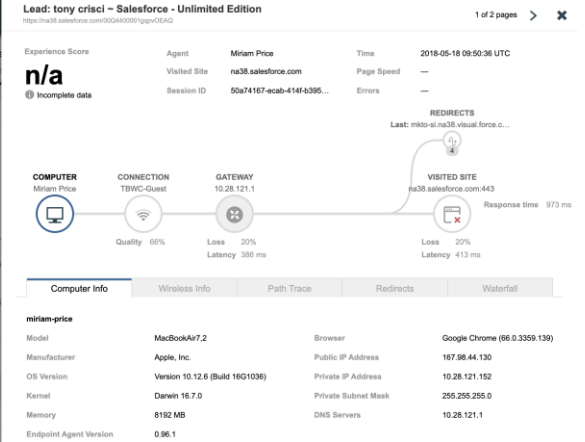 Lead: tony crisci ~ Salesforce - Unlimited Edition
1 of 2 pages
Experience Score
n/a
Incomplete data
Agent Miriam Price
Visited Site na38.salesforce.com
Session ID 50a74167-ecab-414f-b395...
Time 2018-05-18 09:50:36 UTC
Page Speed —
Errors —
REDIRECTS
Last: mkto-si.na38.visual.force.c...
4
COMPUTER
Miriam Price
CONNECTION
TBWC-Guest
Quality 66%
GATEWAY
10.28.121.1
Loss 20%
Latency 386 ms
VISITED SITE
na38.salesforce.com:443
Response time 973 ms
Loss 20%
Latency 413 ms
Computer Info Wireless Info Path Trace Redirects Waterfall
miriam-price
Model MacBookAir7,2
Manufacturer Apple, Inc.
OS Version Version 10.12.6 (Build 16G1036)
Kernel Darwin 16.7.0
Memory 8192 MB
Endpoint Agent Version 0.96.1
Browser Google Chrome (66.0.3359.139)
Public IP Address 167.98.44.130
Private IP Address 10.28.121.152
Private Subnet Mask 255.255.255.0
DNS Servers 10.28.121.1